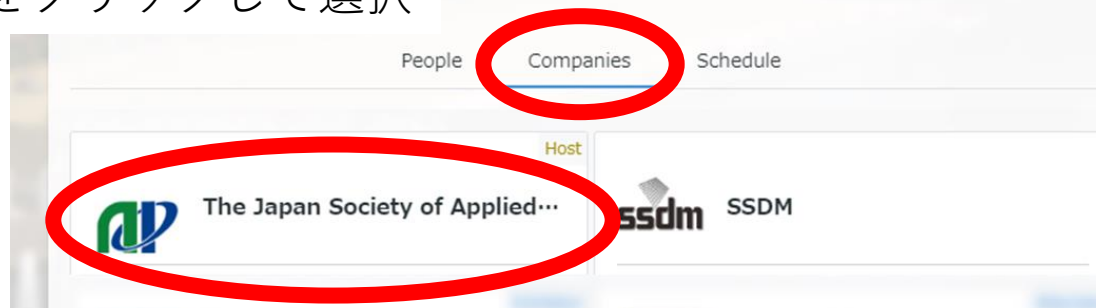 をクリックして選択
People Companies Schedule
Host
The Japan Society of Applied…
ssdm SSDM